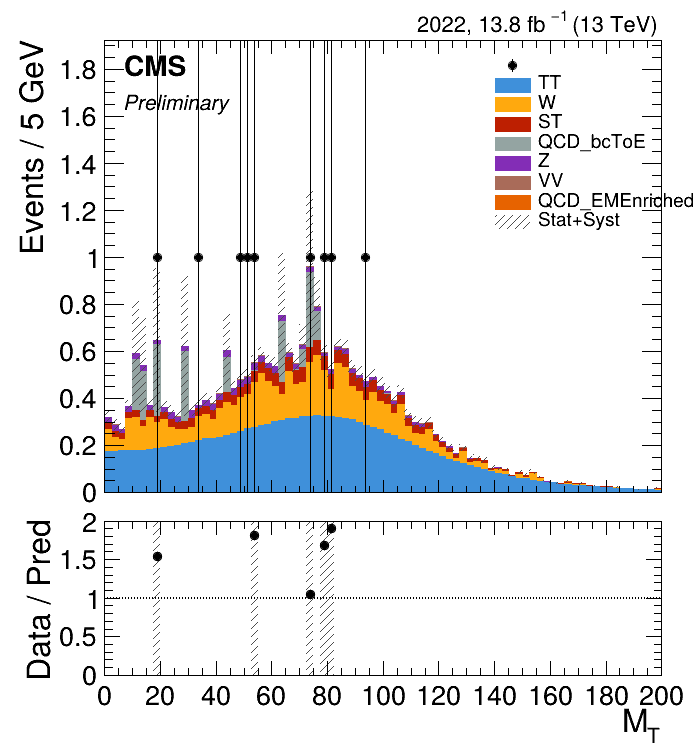 2022, 13.8 fb⁻¹ (13 TeV)
CMS
Preliminary
Events / 5 GeV
1.8
1.6
1.4
1.2
1
0.8
0.6
0.4
0.2
0
TT
W
ST
QCD_bcToE
Z
VV
QCD_EMEnriched
Stat+Syst
Data / Pred
2
1.5
1
0.5
0
0 20 40 60 80 100 120 140 160 180 200
M_T